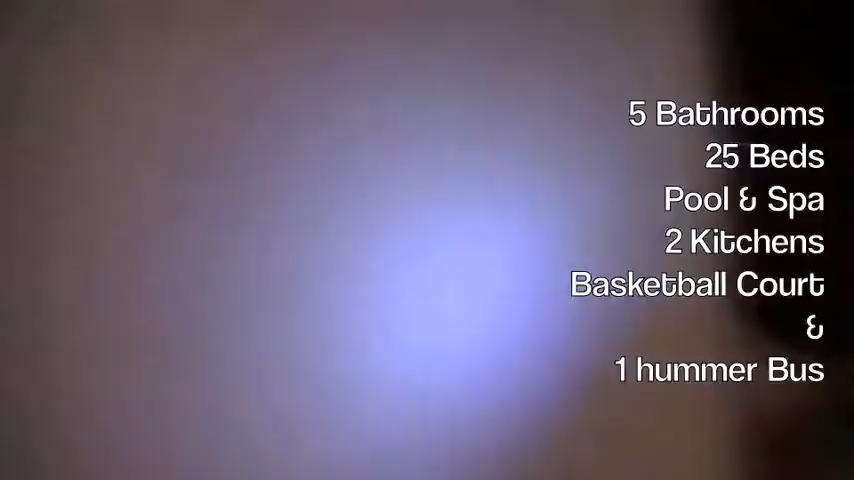 5 Bathrooms
25 Beds
Pool & Spa
2 Kitchens
Basketball Court
&
1 hummer Bus